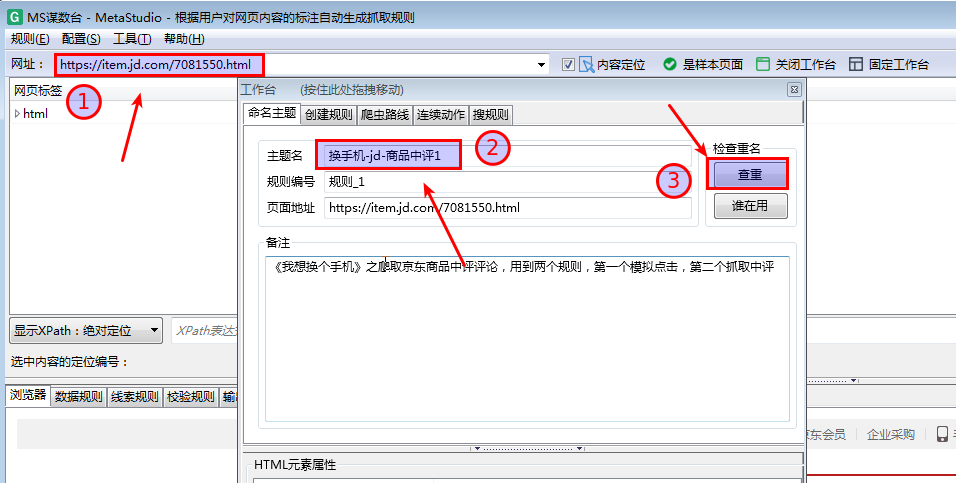 MS谋数台 - MetaStudio - 根据用户对网页内容的标注自动生成抓取规则
规则(E) 配置(S) 工具(T) 帮助(H)
网址： https://item.jd.com/7081550.html 内容定位 是样本页面 关闭工作台 固定工作台
网页标签
1
html
工作台 (按住此处拖拽移动)
命名主题 创建规则 爬虫路线 连续动作 搜规则
主题名 换手机-jd-商品中评1
2
规则编号 规则_1
页面地址 https://item.jd.com/7081550.html
检查重名
3
查重
谁在用
备注
《我想换个手机》之爬取京东商品中评评论，用到两个规则，第一个模拟点击，第二个抓取中评
显示XPath：绝对定位 XPath表达
选中内容的定位编号：
浏览器 数据规则 线索规则 校验规则 输
东会员 企业采购
HTML元素属性